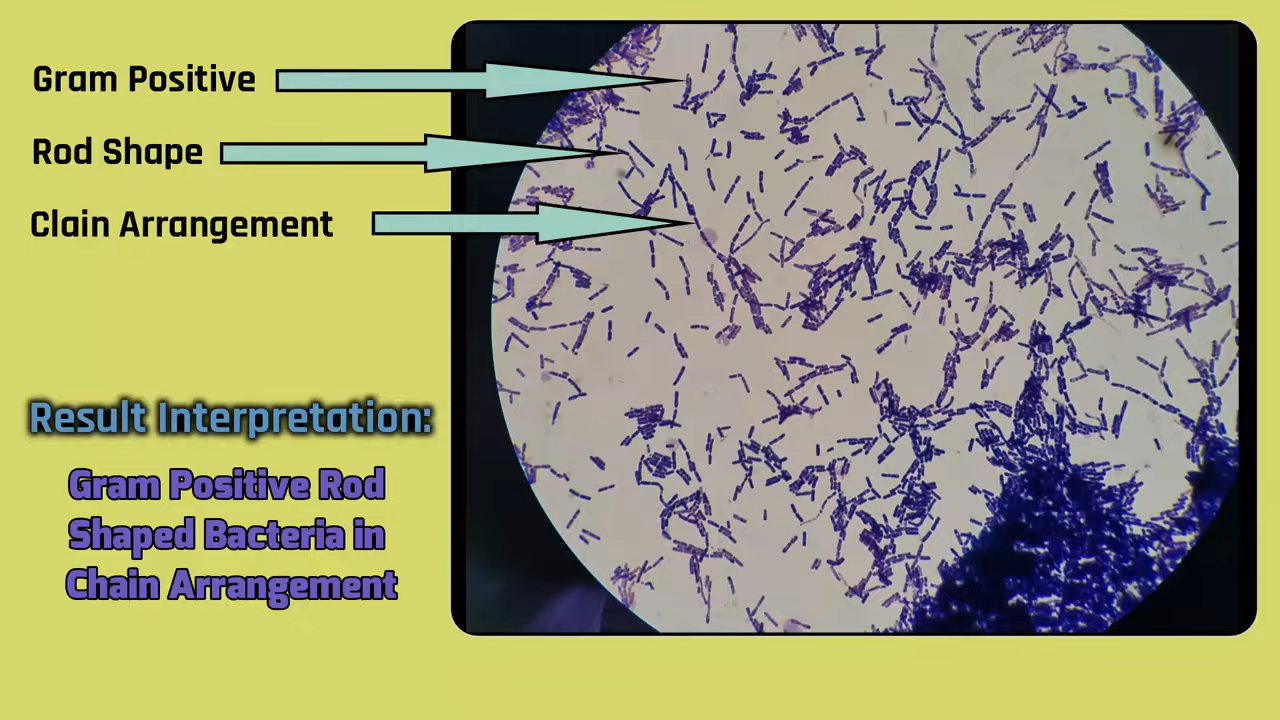 Gram Positive
Rod Shape
Clain Arrangement
Result Interpretation:
Gram Positive Rod
Shaped Bacteria in
Chain Arrangement